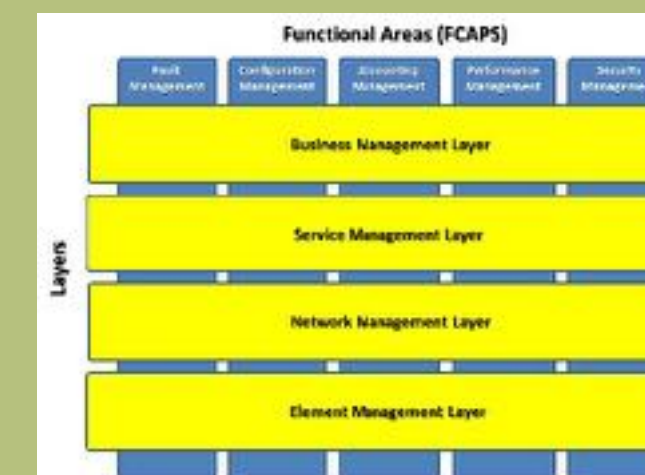 Functional Areas (FCAPS)
Fault
Management
Configuration
Management
Accounting
Management
Performance
Management
Security
Manageme
Business Management Layer
Service Management Layer
Network Management Layer
Element Management Layer
Layers